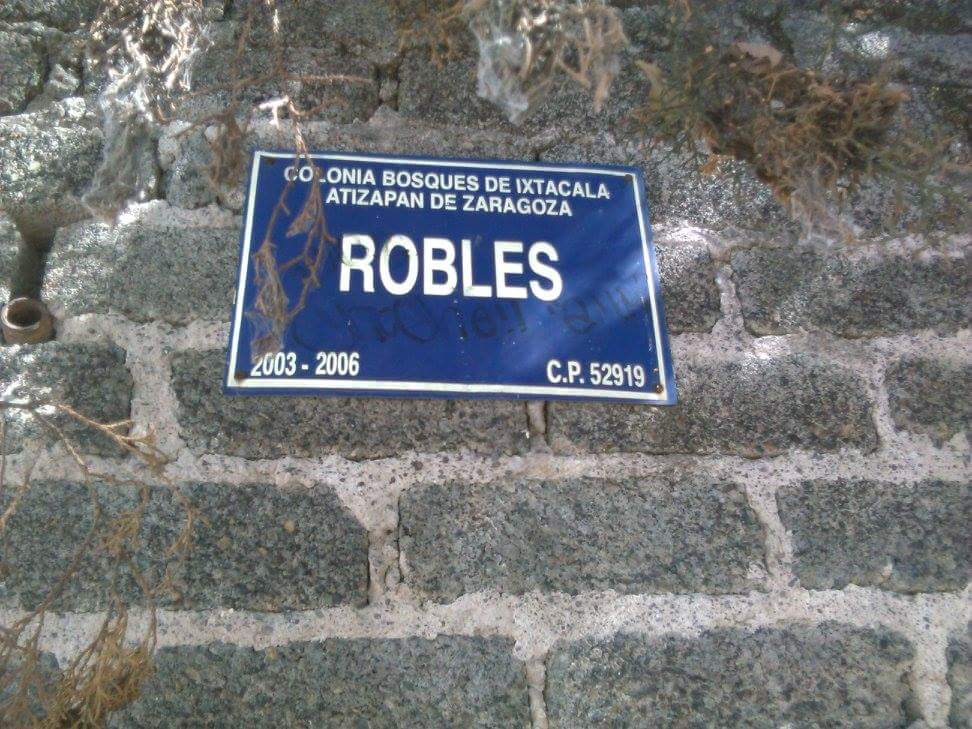 COLONIA BOSQUES DE IXTACALA
ATIZAPAN DE ZARAGOZA
ROBLES
2003 - 2006 C.P. 52919